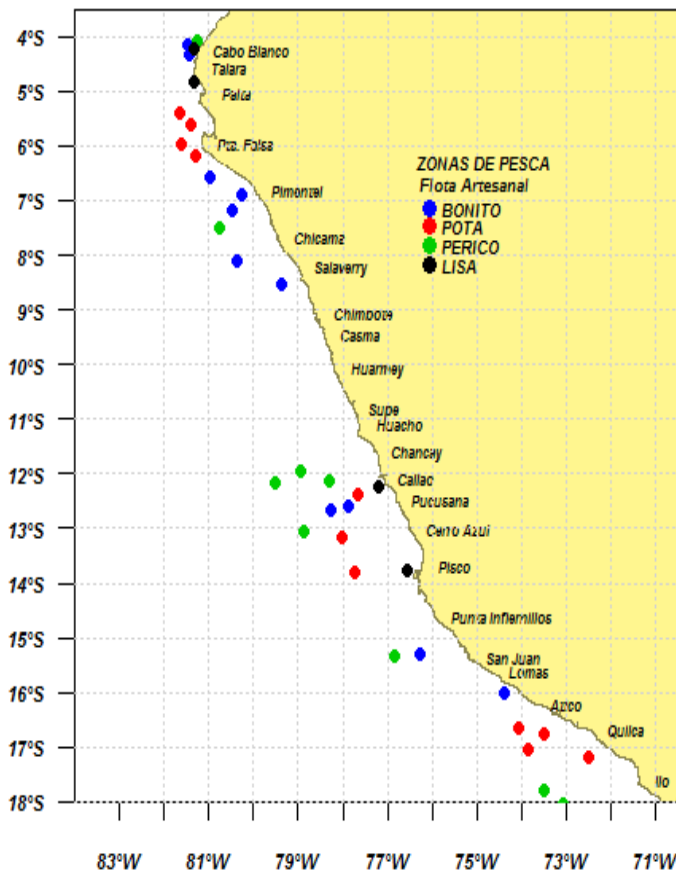 4°S
Cabo Blanco
Talara
5°S
Paita
6°S
Pta. Falsa
ZONAS DE PESCA
Flota Artesanal
7°S
Pimentel
BONITO
POTA
PERICO
LISA
8°S
Chicama
Salaverry
9°S
Chimbote
Casma
10°S
Huarmey
11°S
Supe
Huacho
Chancay
12°S
Callao
Pucusana
13°S
Cerro Azul
Pisco
14°S
Punta Infiernillos
15°S
San Juan
Lomas
16°S
Atico
Quilca
17°S
Ilo
18°S
83°W 81°W 79°W 77°W 75°W 73°W 71°W